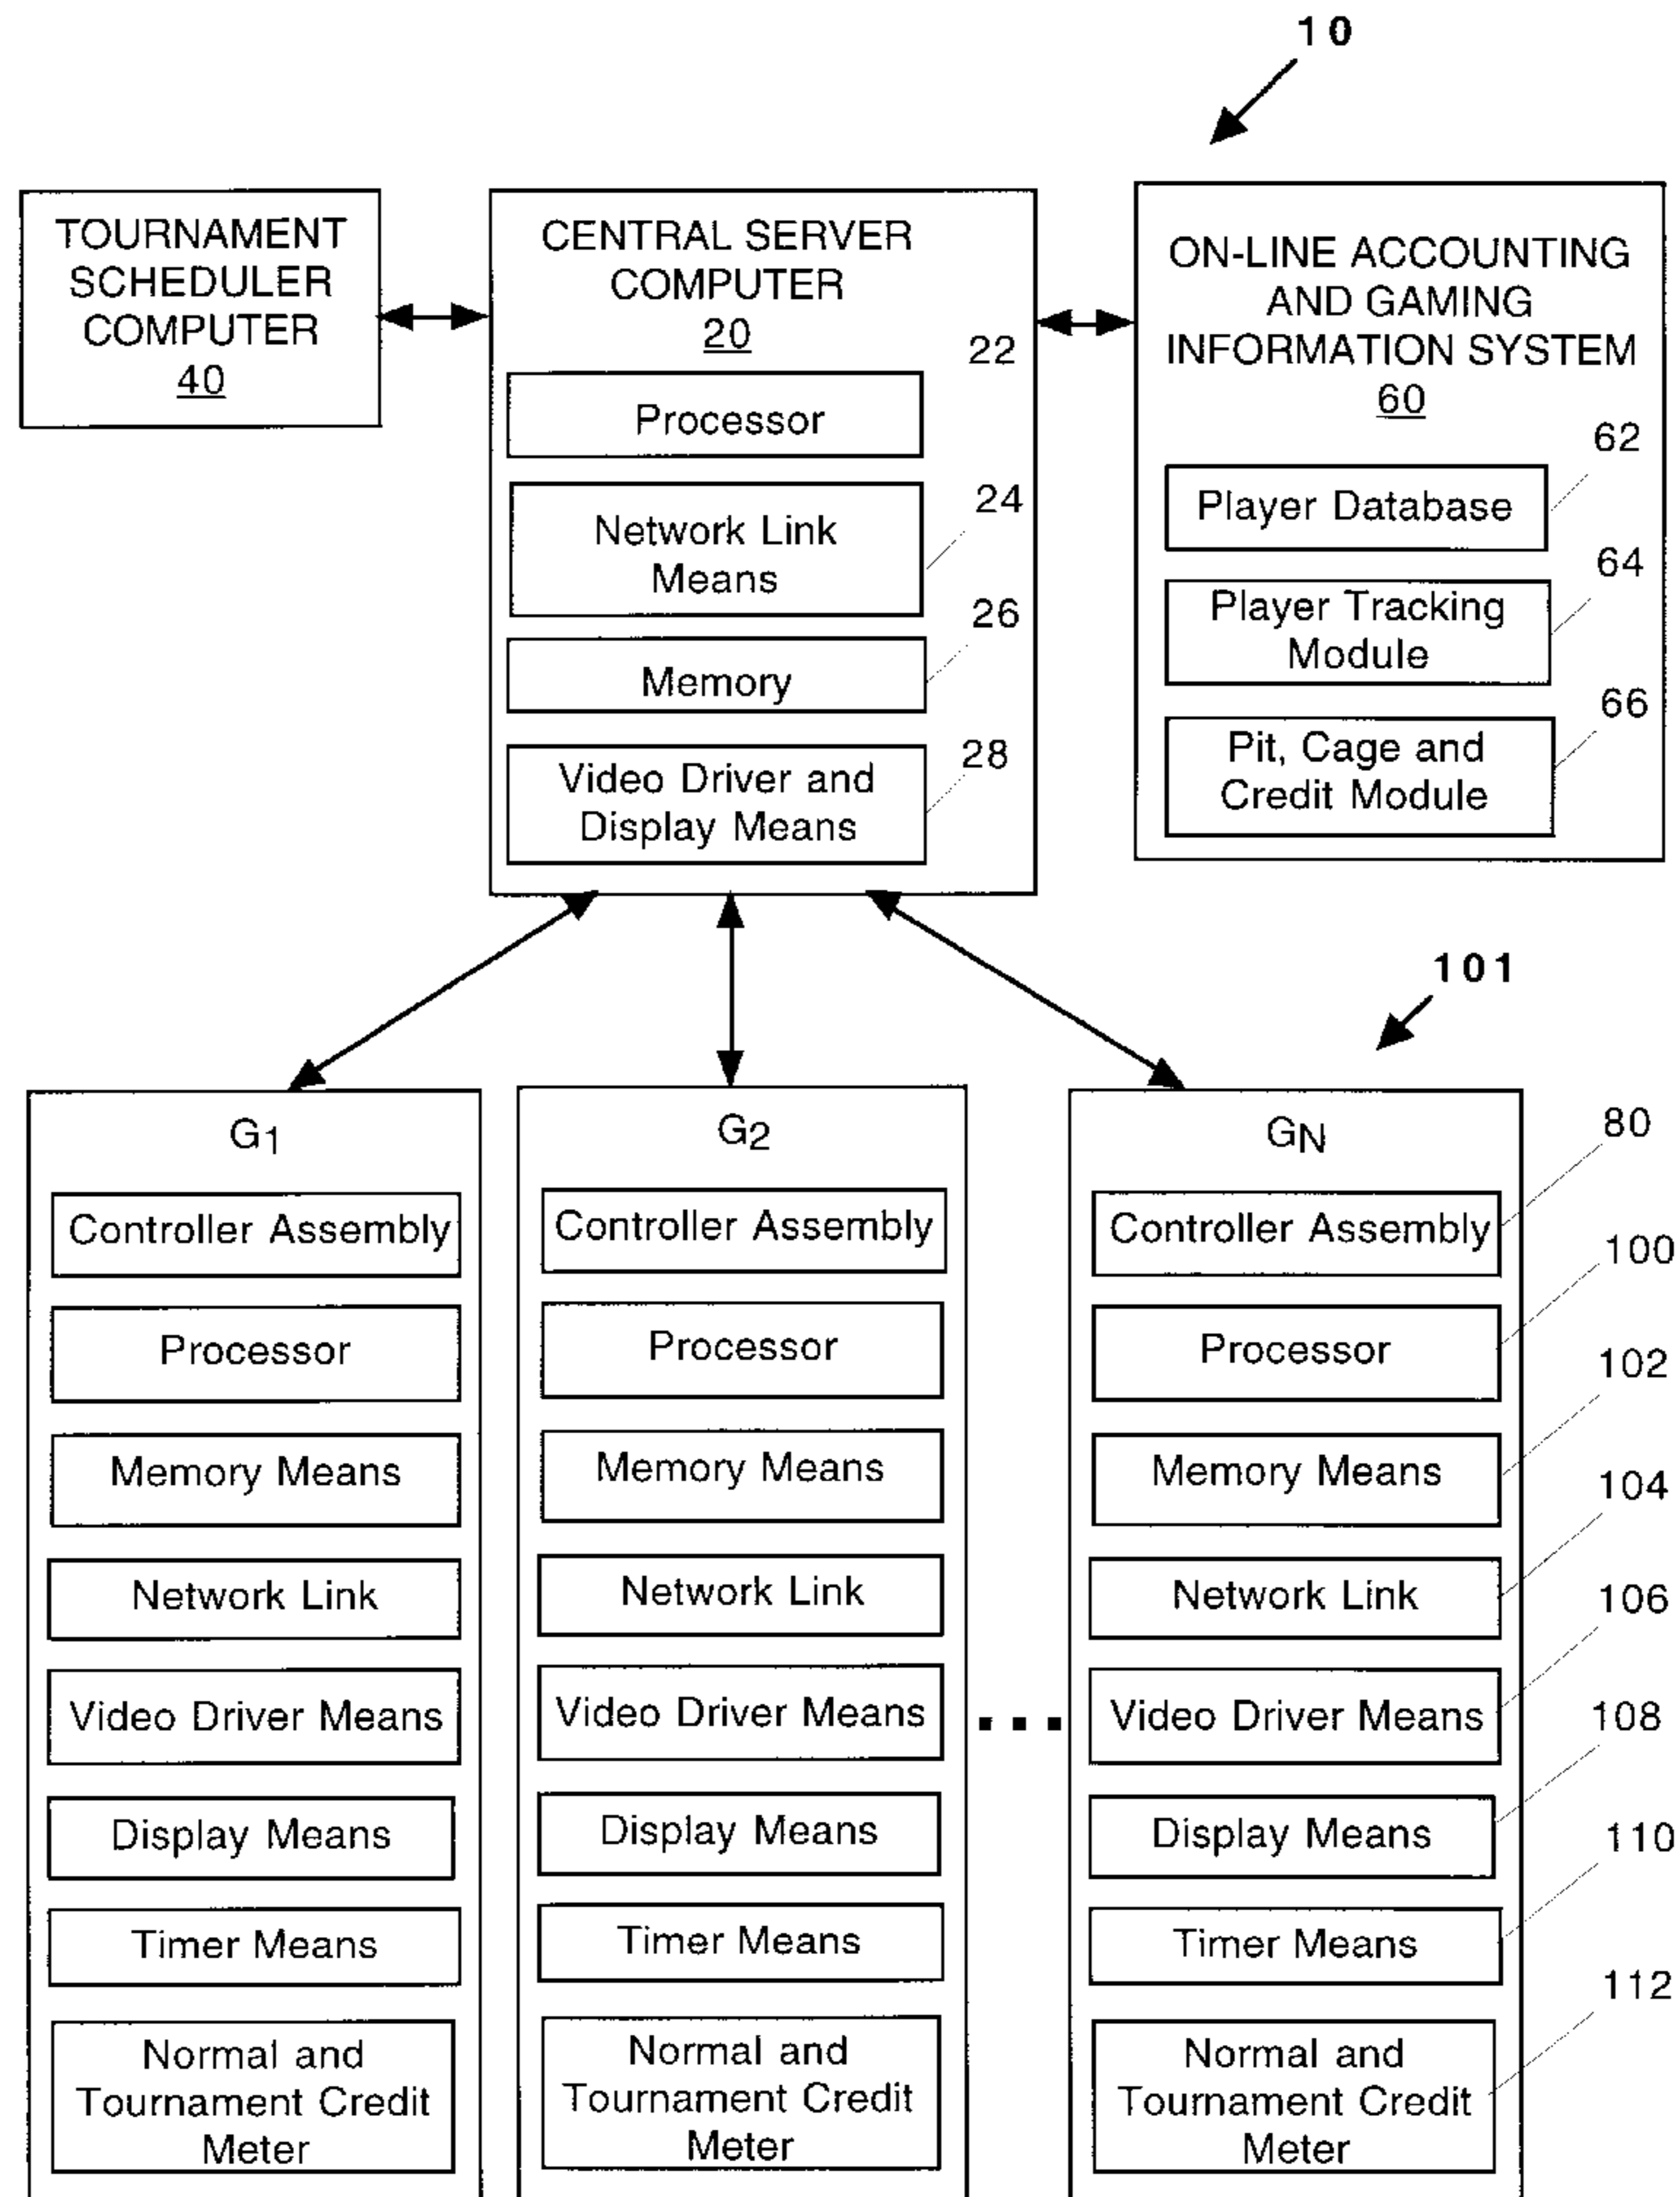 10
TOURNAMENT
SCHEDULER
COMPUTER
40
CENTRAL SERVER
COMPUTER
20
22
Processor
24
Network Link
Means
26
Memory
28
Video Driver and
Display Means
ON-LINE ACCOUNTING
AND GAMING
INFORMATION SYSTEM
60
62
Player Database
64
Player Tracking
Module
66
Pit, Cage and
Credit Module
101
G1
Controller Assembly
Processor
Memory Means
Network Link
Video Driver Means
Display Means
Timer Means
Normal and
Tournament Credit
Meter
G2
Controller Assembly
Processor
Memory Means
Network Link
Video Driver Means
Display Means
Timer Means
Normal and
Tournament Credit
Meter
...
GN
Controller Assembly
80
Processor
100
Memory Means
102
Network Link
104
Video Driver Means
106
Display Means
108
Timer Means
110
Normal and
Tournament Credit
Meter
112